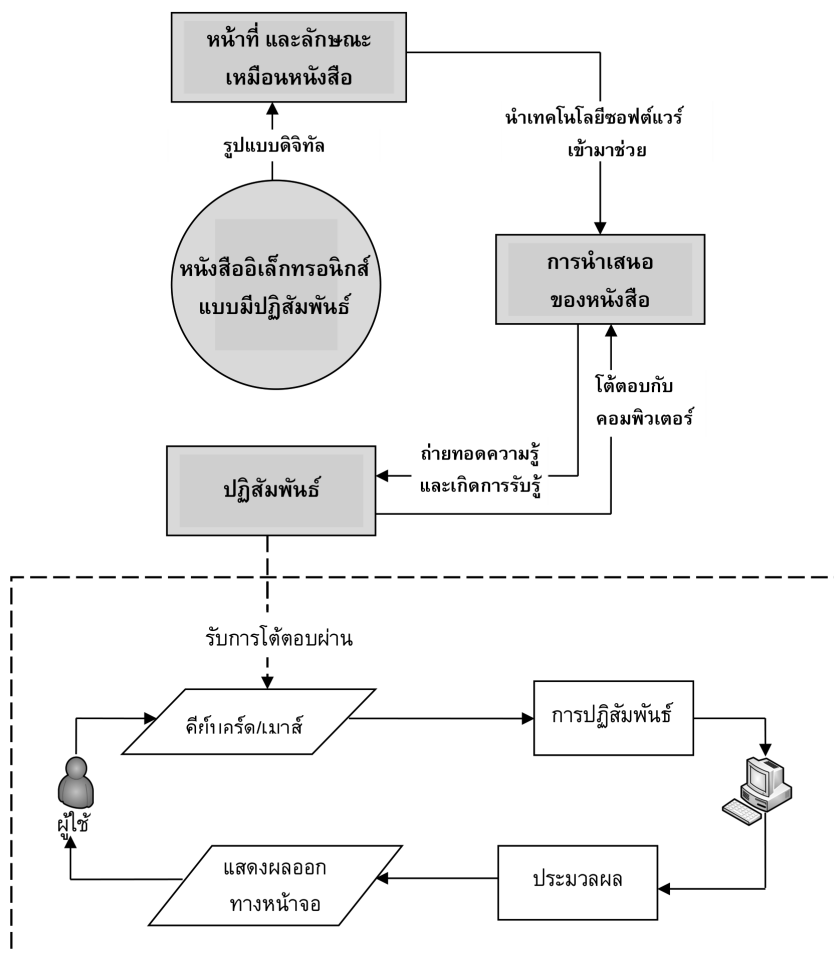 หน้าที่ และลักษณะ
เหมือนหนังสือ
นำเทคโนโลยีซอฟต์แวร์
เข้ามาช่วย
รูปแบบดิจิทัล
หนังสืออิเล็กทรอนิกส์
แบบมีปฏิสัมพันธ์
การนำเสนอ
ของหนังสือ
โต้ตอบกับ
คอมพิวเตอร์
ถ่ายทอดความรู้
และเกิดการรับรู้
ปฏิสัมพันธ์
รับการโต้ตอบผ่าน
คีย์บอร์ด/เมาส์
การปฏิสัมพันธ์
ผู้ใช้
แสดงผลออก
ทางหน้าจอ
ประมวลผล